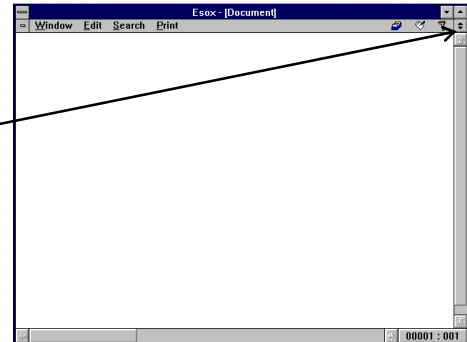 Esox - [Document]
Window Edit Search Print
00001 : 001